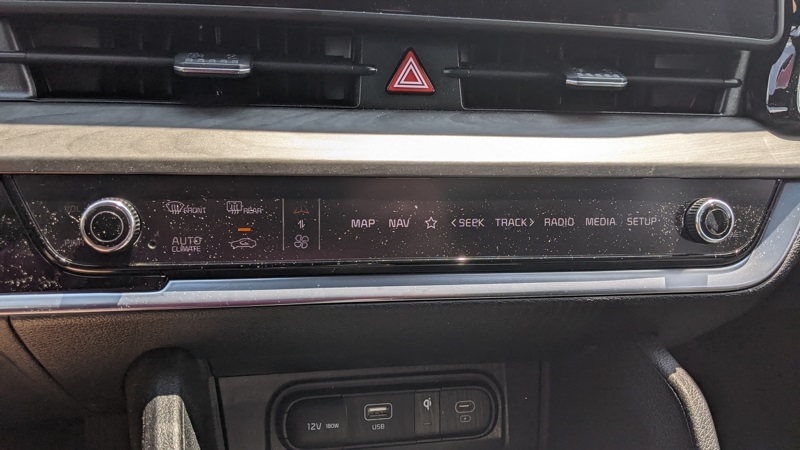 FRONT REAR
MAP NAV SEEK TRACK RADIO MEDIA SETUP
AUTO
CLIMATE
12V 180W
USB